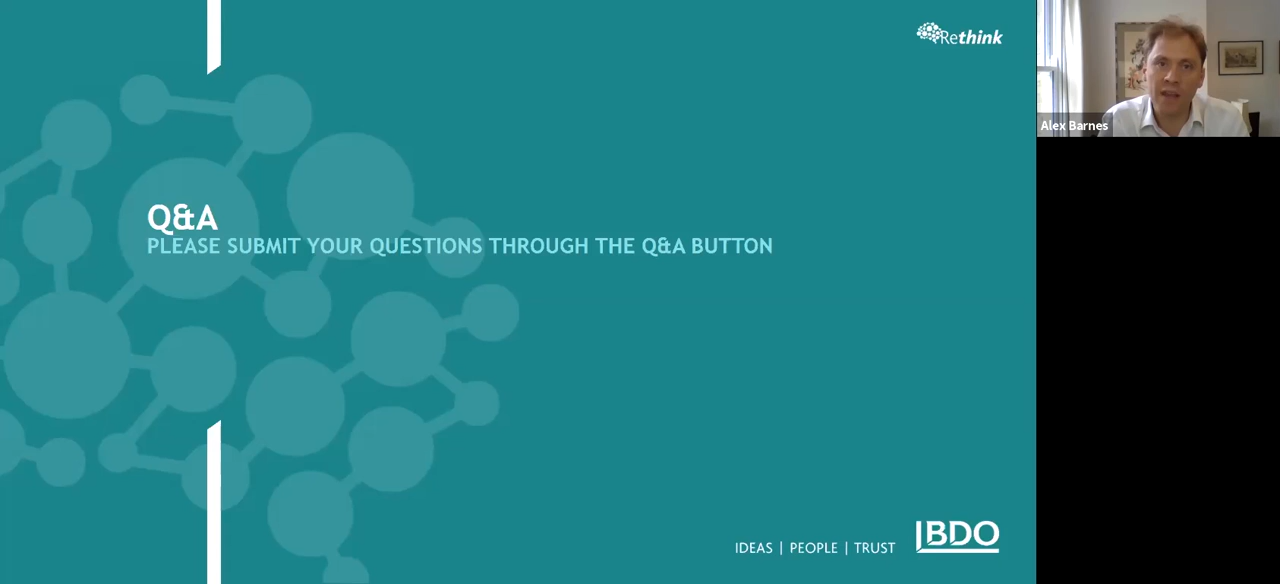 Rethink
Alex Barnes
Q&A
PLEASE SUBMIT YOUR QUESTIONS THROUGH THE Q&A BUTTON
IDEAS | PEOPLE | TRUST
BDO